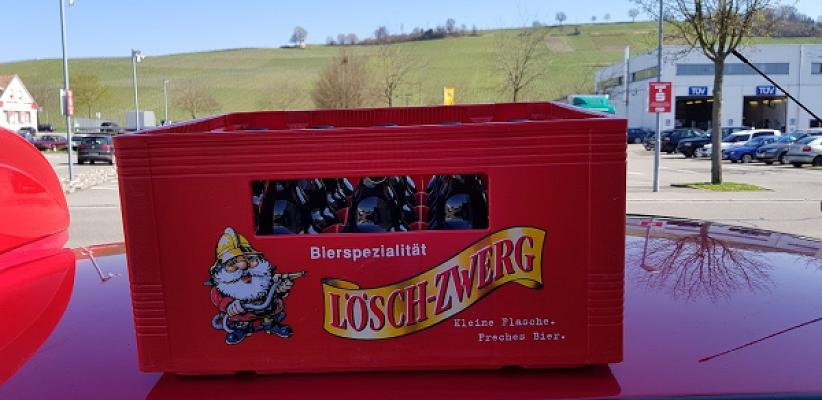 TÜV
TÜV
Bierspezialität
LÖSCH-ZWERG
Kleine Flasche.
Freches Bier.